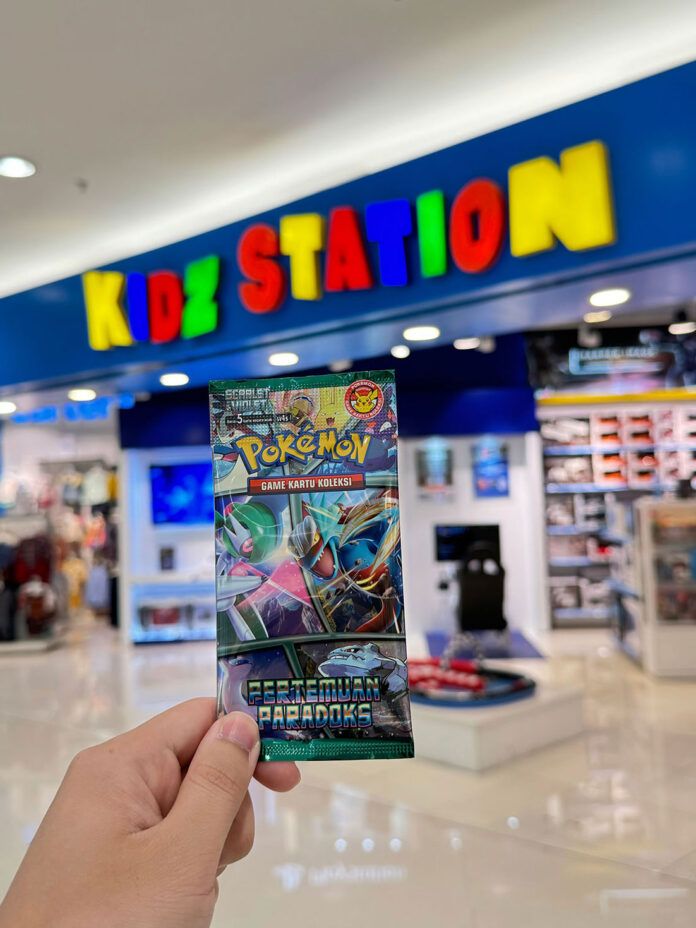 KIDZ STATION
SCARLET
VIOLET
POKÉMON
GAME KARTU KOLEKSI
PERTEMUAN
PARADOKS